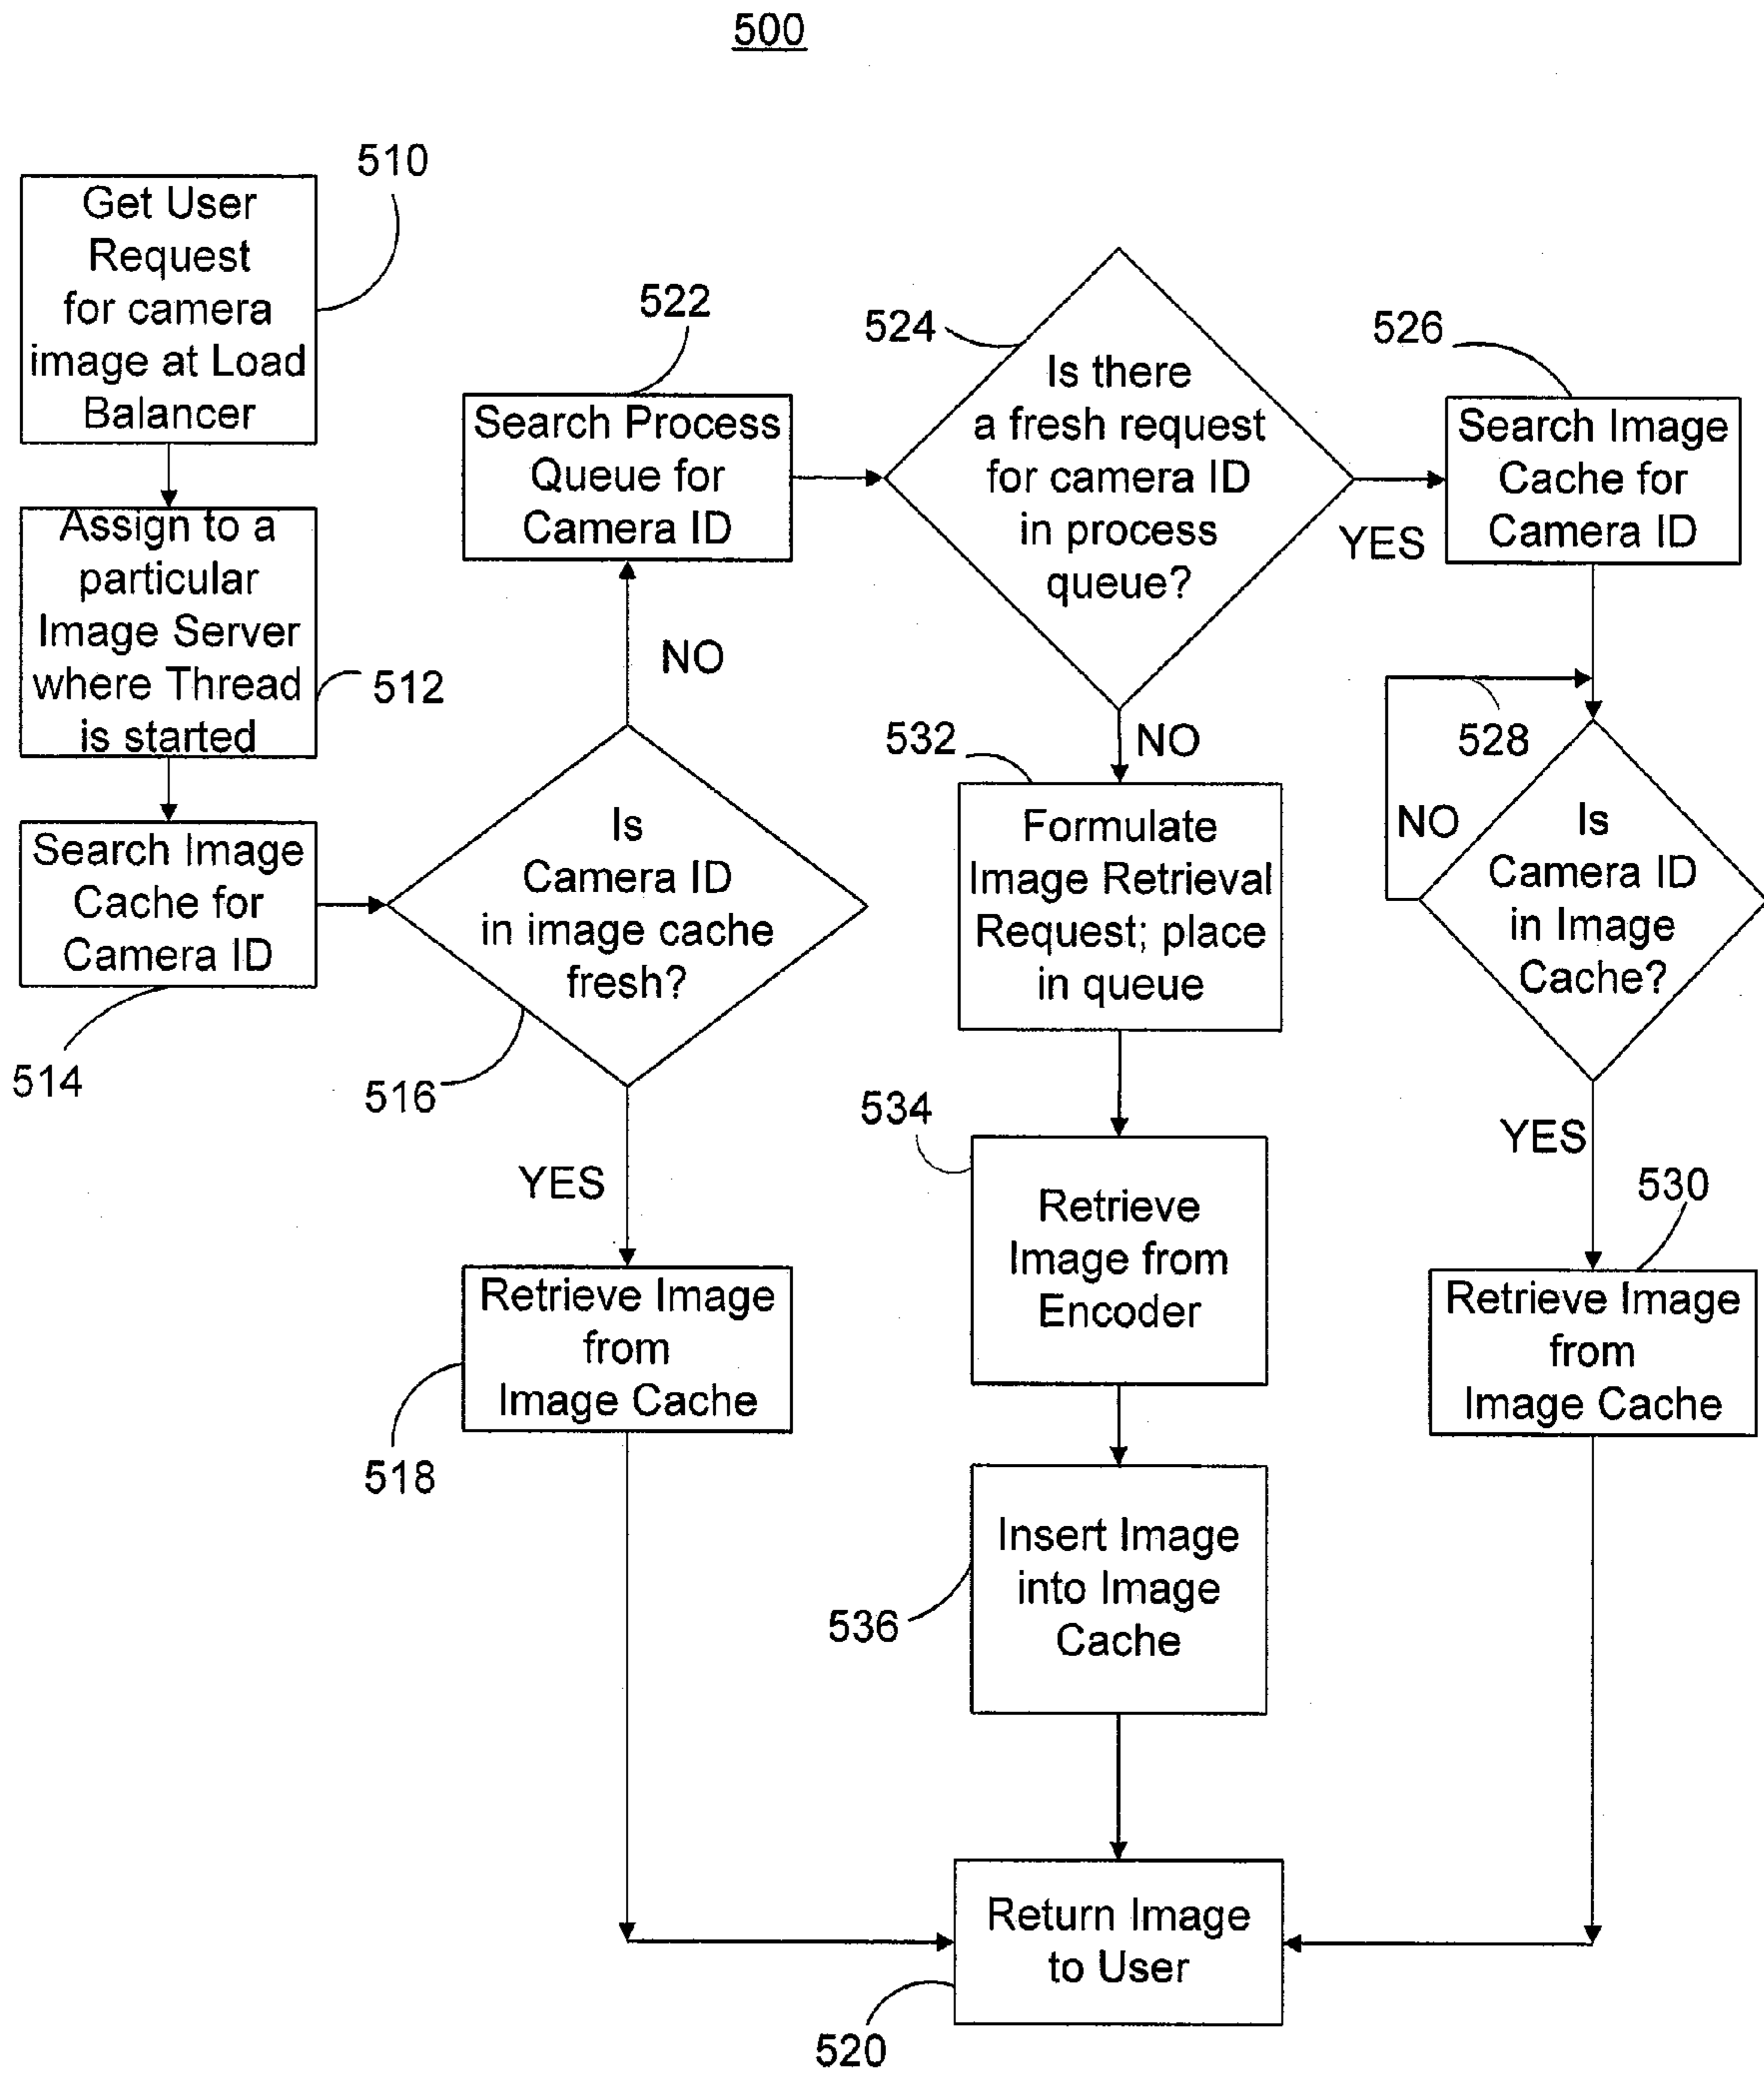 500
510
Get User
Request
for camera
image at Load
Balancer
Assign to a
particular
Image Server
where Thread
is started
512
Search Image
Cache for
Camera ID
514
Is
Camera ID
in image cache
fresh?
516
NO
YES
522
Search Process
Queue for
Camera ID
Retrieve Image
from
Image Cache
518
524
Is there
a fresh request
for camera ID
in process
queue?
YES
NO
532
Formulate
Image Retrieval
Request; place
in queue
534
Retrieve
Image from
Encoder
536
Insert Image
into Image
Cache
526
Search Image
Cache for
Camera ID
528
NO
Is
Camera ID
in Image
Cache?
YES
530
Retrieve Image
from
Image Cache
Return Image
to User
520